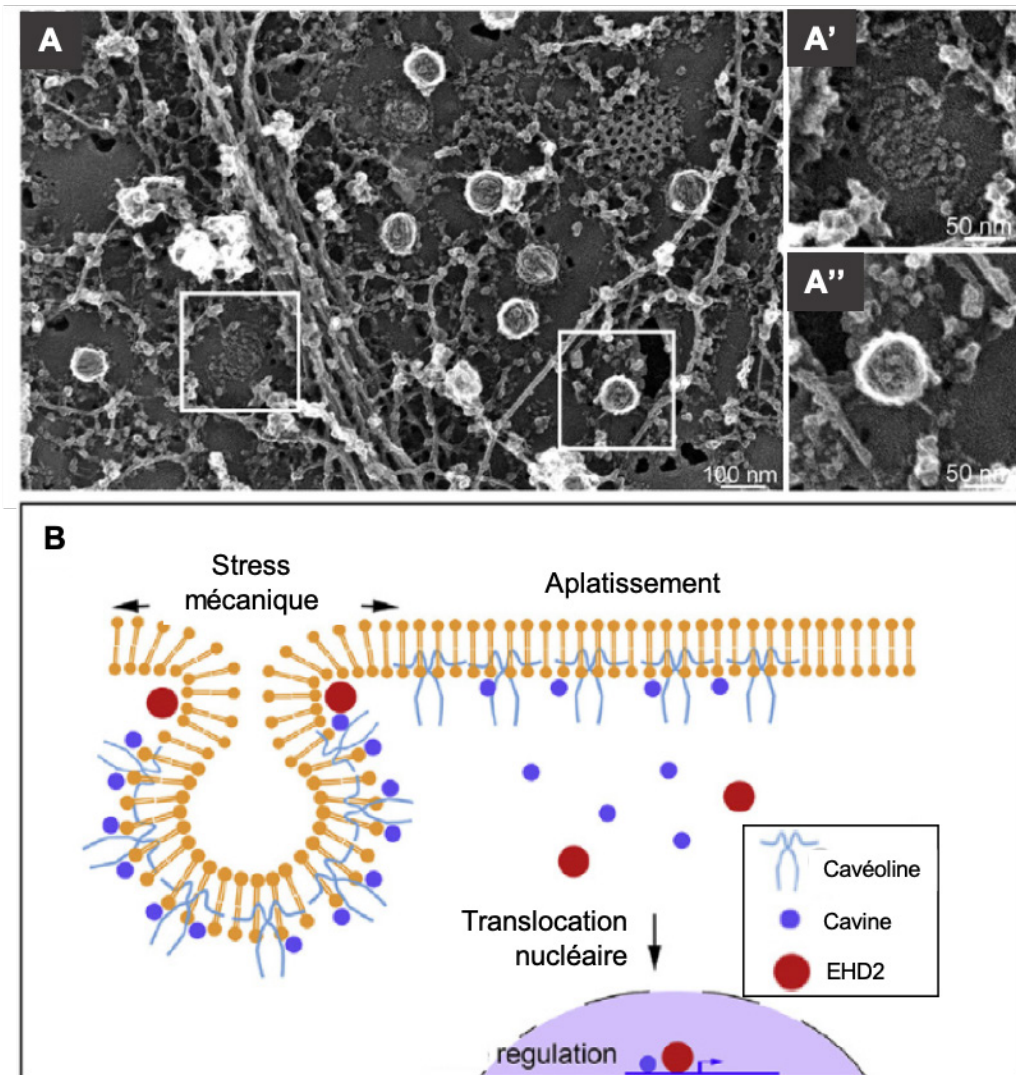 A
A’
50 nm
A’’
100 nm
50 nm
B
Stress
mécanique
Aplatissement
Cavéoline
Cavine
EHD2
Translocation
nucléaire
regulation